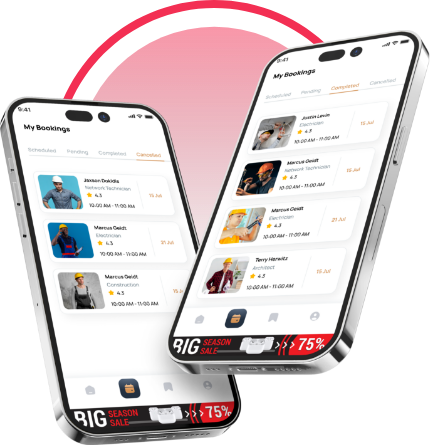 9:41
My Bookings
Scheduled Pending Completed Cancelled
Jaxson Dokidis
Network Technician
4.3
10:00 AM - 11:00 AM
15 Jul
Marcus Geidt
Electrician
4.3
10:00 AM - 11:00 AM
21 Jul
Marcus Geidt
Construction
4.3
10:00 AM - 11:00 AM
15 Ju
BIG SEASON SALE 75%
9:41
My Bookings
Scheduled Pending Completed Cancelled
Justin Levin
Electrician
4.3
10:00 AM - 11:00 AM
15 Jul
Marcus Geidt
Network Technician
4.3
10:00 AM - 11:00 AM
15 Jul
Marcus Geidt
Electrician
4.3
10:00 AM - 11:00 AM
21 Jul
Terry Herwitz
Architect
4.3
10:00 AM - 11:00 AM
15 Jul
BIG SEASON SALE 75%